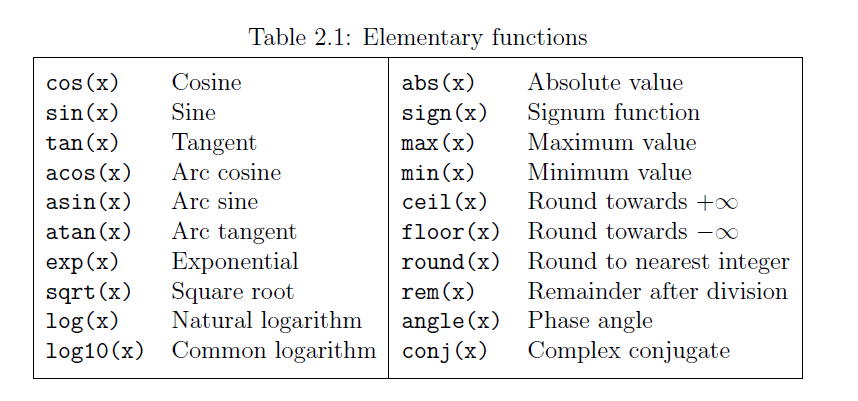 Table 2.1: Elementary functions
cos(x) Cosine abs(x) Absolute value
sin(x) Sine sign(x) Signum function
tan(x) Tangent max(x) Maximum value
acos(x) Arc cosine min(x) Minimum value
asin(x) Arc sine ceil(x) Round towards +∞
atan(x) Arc tangent floor(x) Round towards −∞
exp(x) Exponential round(x) Round to nearest integer
sqrt(x) Square root rem(x) Remainder after division
log(x) Natural logarithm angle(x) Phase angle
log10(x) Common logarithm conj(x) Complex conjugate